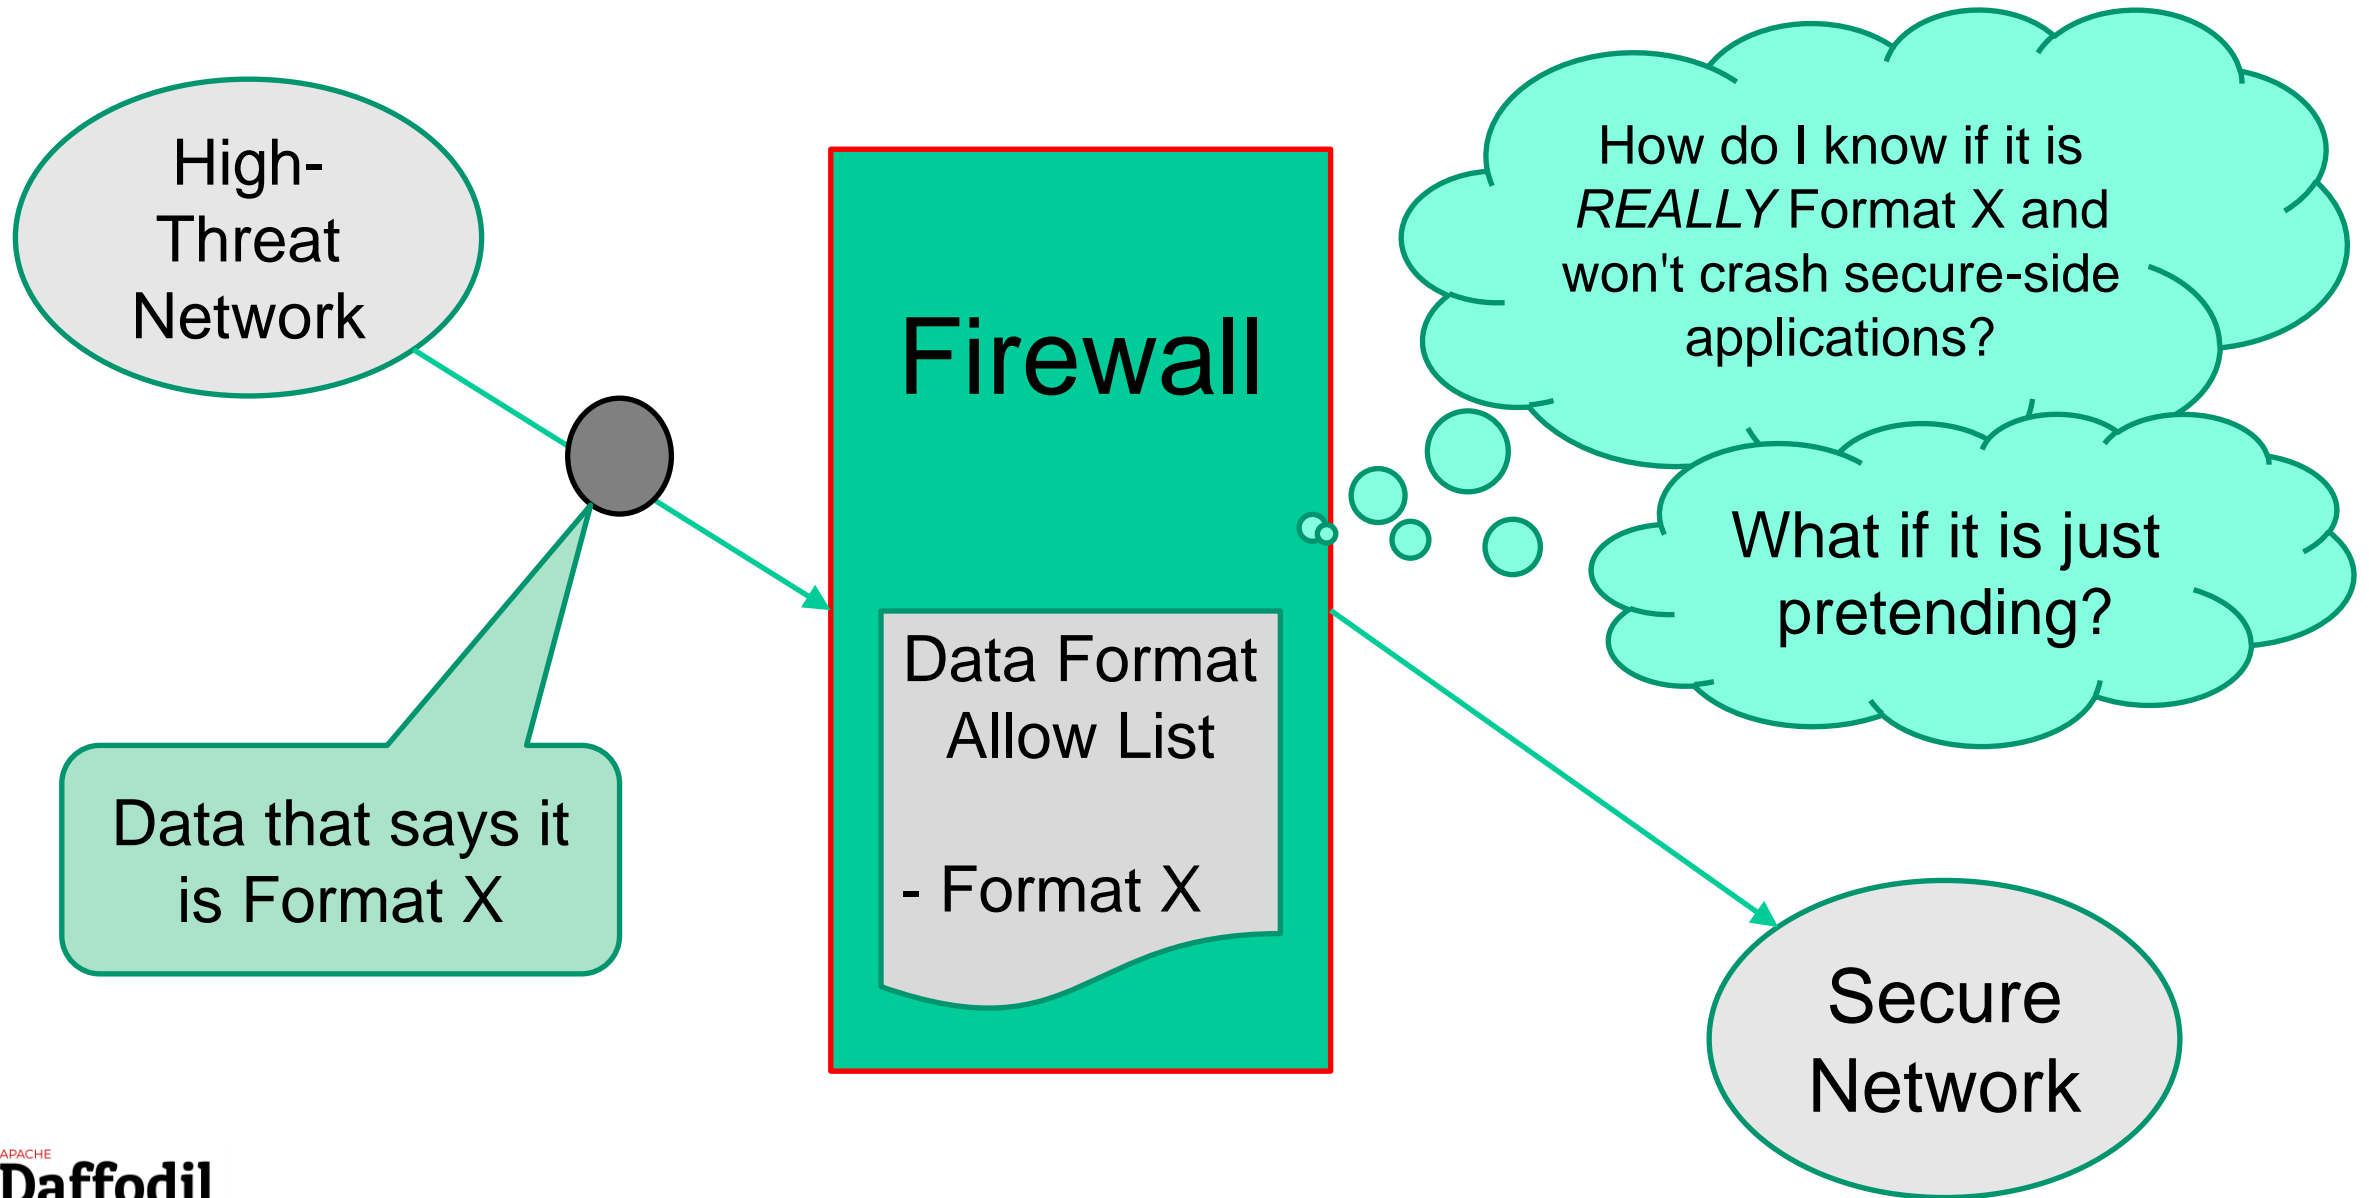 High-
Threat
Network
Data that says it
is Format X
Firewall
Data Format
Allow List
- Format X
How do I know if it is
REALLY Format X and
won't crash secure-side
applications?
What if it is just
pretending?
Secure
Network
APACHE
Daffodil